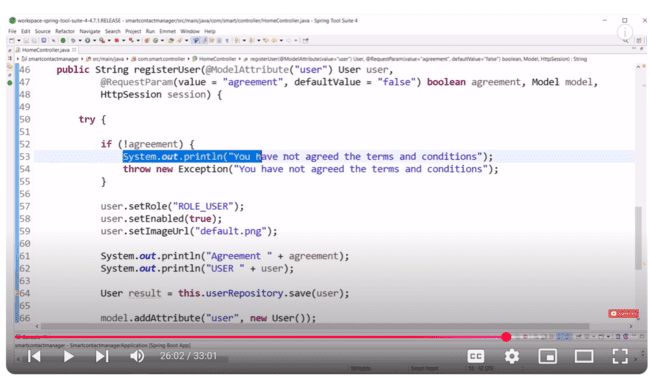 workspace-spring-tool-suite-4-4.7.1.RELEASE - smartcontactmanager/src/main/java/com/smart/controller/HomeController.java - Spring Tool Suite 4
File Edit Source Refactor Navigate Search Project Run Emmet Window Help
HomeController.java
smartcontactmanager src/main/java com.smart.controller HomeController registerUser(@ModelAttribute(value="user") User, @RequestParam(value="agreement", defaultValue="false") boolean, Model, HttpSession) : String
46 public String registerUser(@ModelAttribute("user") User user,
47 @RequestParam(value = "agreement", defaultValue = "false") boolean agreement, Model model,
48 HttpSession session) {
49
50 try {
51
52 if (!agreement) {
53 System.out.println("You have not agreed the terms and conditions");
54 throw new Exception("You have not agreed the terms and conditions");
55 }
56
57 user.setRole("ROLE_USER");
58 user.setEnabled(true);
59 user.setImageUrl("default.png");
60
61 System.out.println("Agreement " + agreement);
62 System.out.println("USER " + user);
63
64 User result = this.userRepository.save(user);
65
66 model.addAttribute("user", new User());
smartcontactmanager - SmartcontactmanagerApplication [Spring Boot App]
26:02 / 33:01
CC